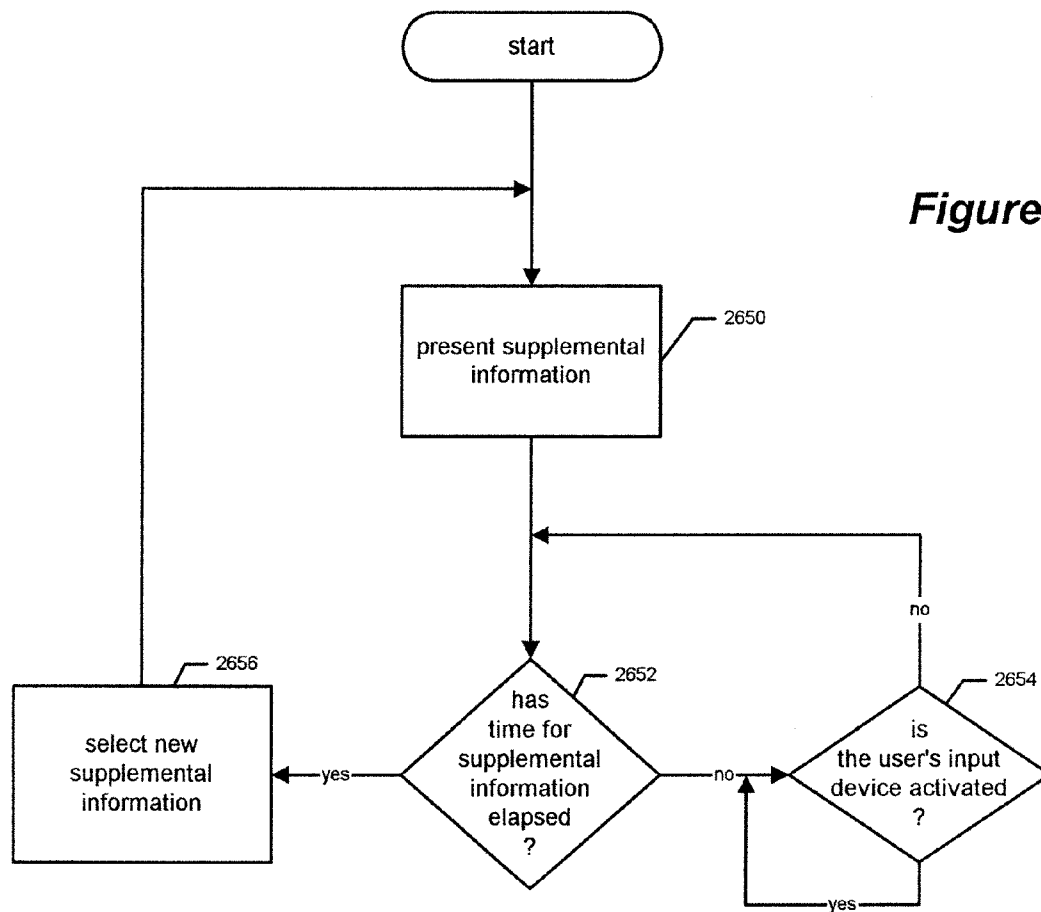 start
Figure
present supplemental
information
2650
no
2656
2652
2654
select new
supplemental
information
yes
has
time for
supplemental
information
elapsed
?
no
is
the user's input
device activated
?
yes